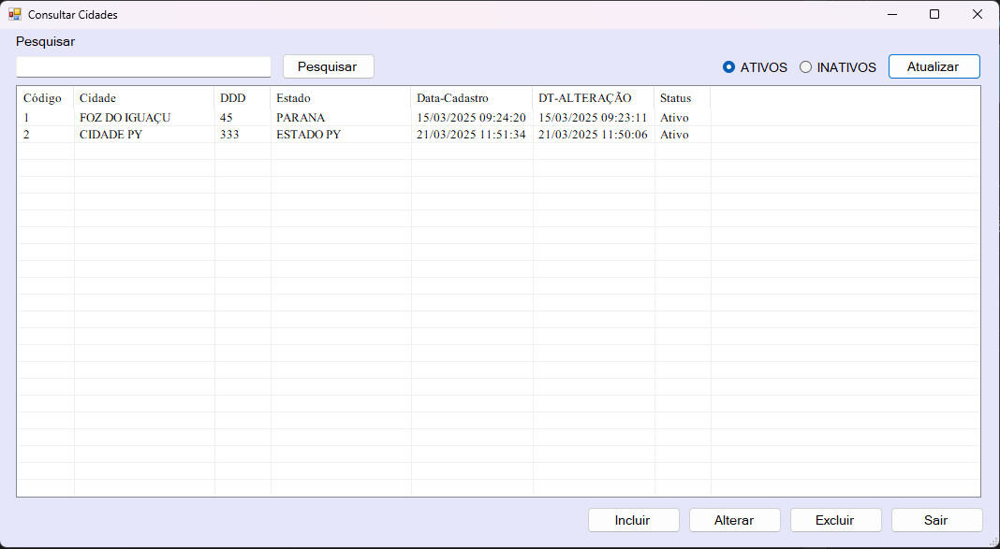 Consultar Cidades
Pesquisar
Pesquisar ATIVOS INATIVOS Atualizar
Código Cidade DDD Estado Data-Cadastro DT-ALTERAÇÃO Status
1 FOZ DO IGUAÇU 45 PARANA 15/03/2025 09:24:20 15/03/2025 09:23:11 Ativo
2 CIDADE PY 333 ESTADO PY 21/03/2025 11:51:34 21/03/2025 11:50:06 Ativo
Incluir Alterar Excluir Sair